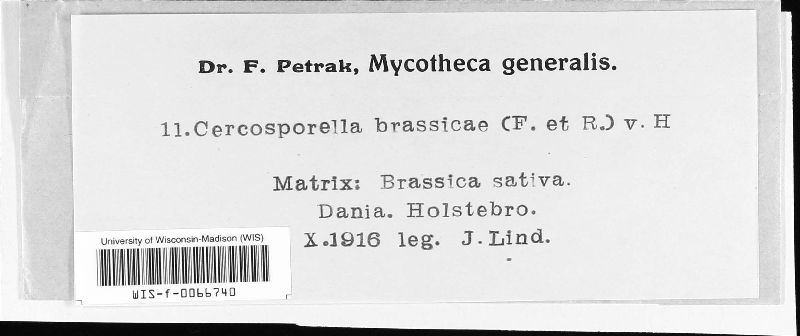 Dr. F. Petrak, Mycotheca generalis.
11.Cercosporella brassicae (F. et R.) v. H
Matrix: Brassica sativa.
Dania. Holstebro.
X.1916 leg. J.Lind.
University of Wisconsin-Madison (WIS)
WIS-f-0066740